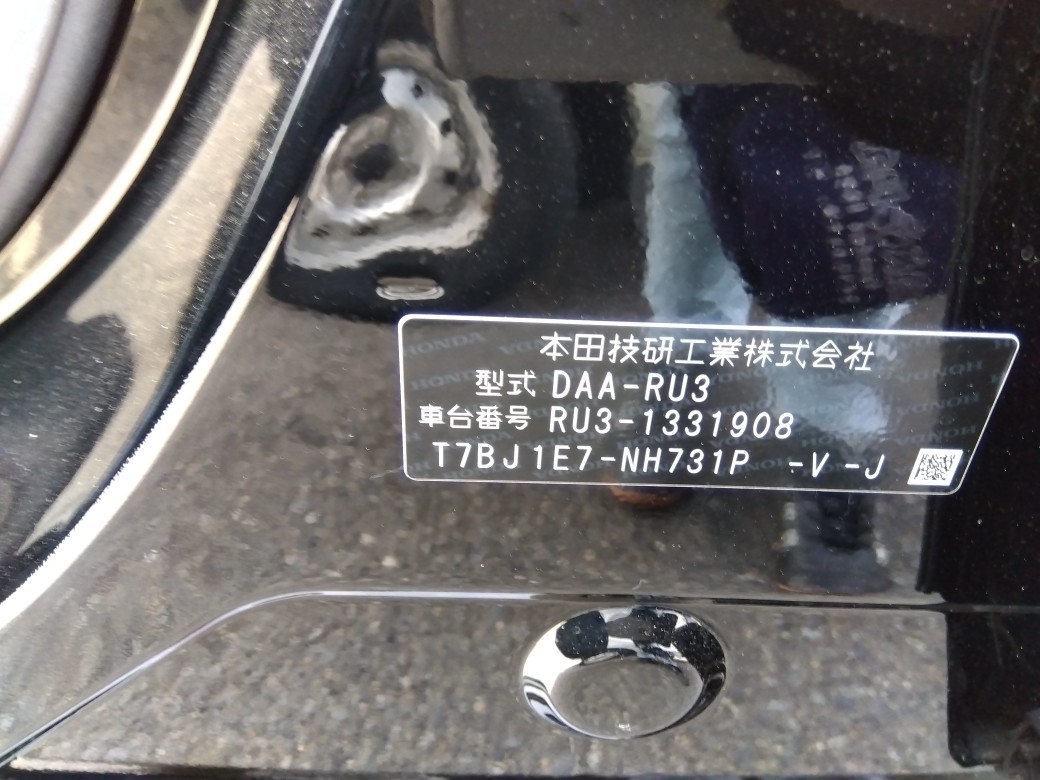 本田技研工業株式会社
型式 DAA-RU3
車台番号 RU3-1331908
T7BJ1E7-NH731P -V -J